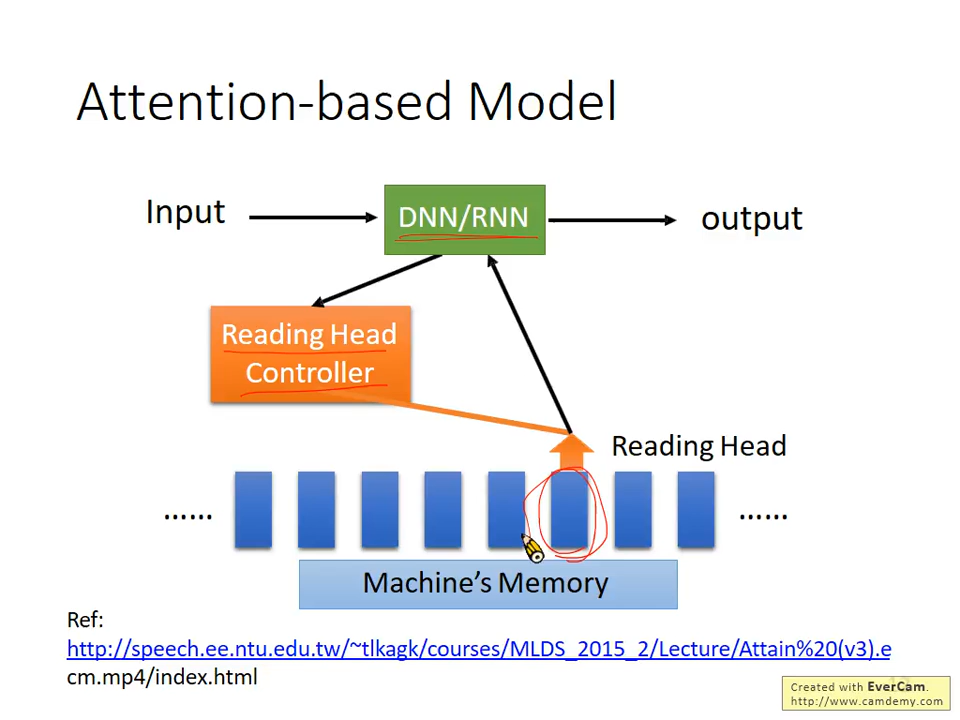 Attention-based Model
Input
DNN/RNN
output
Reading Head
Controller
Reading Head
......
......
Machine's Memory
Ref:
http://speech.ee.ntu.edu.tw/~tlkagk/courses/MLDS_2015_2/Lecture/Attain%20(v3).e
cm.mp4/index.html
Created with EverCam.
http://www.camdemy.com